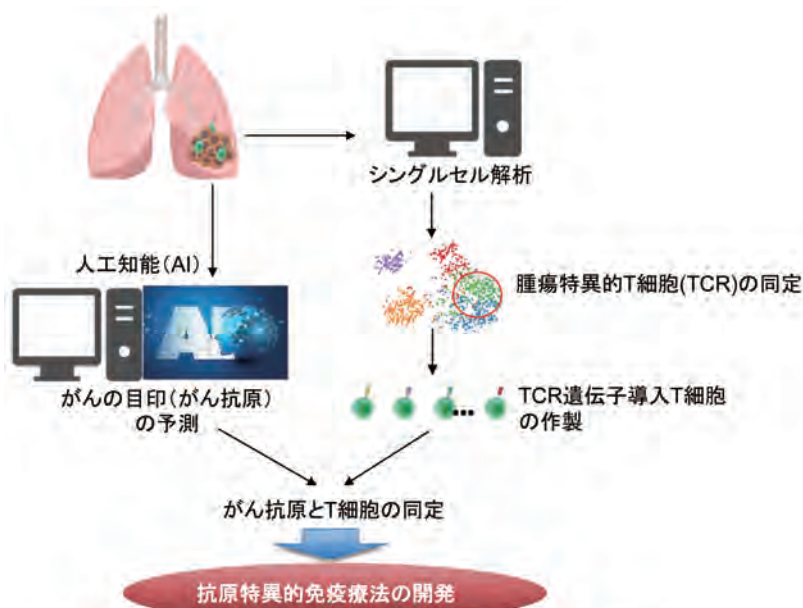 シングルセル解析
人工知能(AI)
腫瘍特異的T細胞(TCR)の同定
AI
がんの目印(がん抗原)
の予測
TCR遺伝子導入T細胞
の作製
がん抗原とT細胞の同定
抗原特異的免疫療法の開発